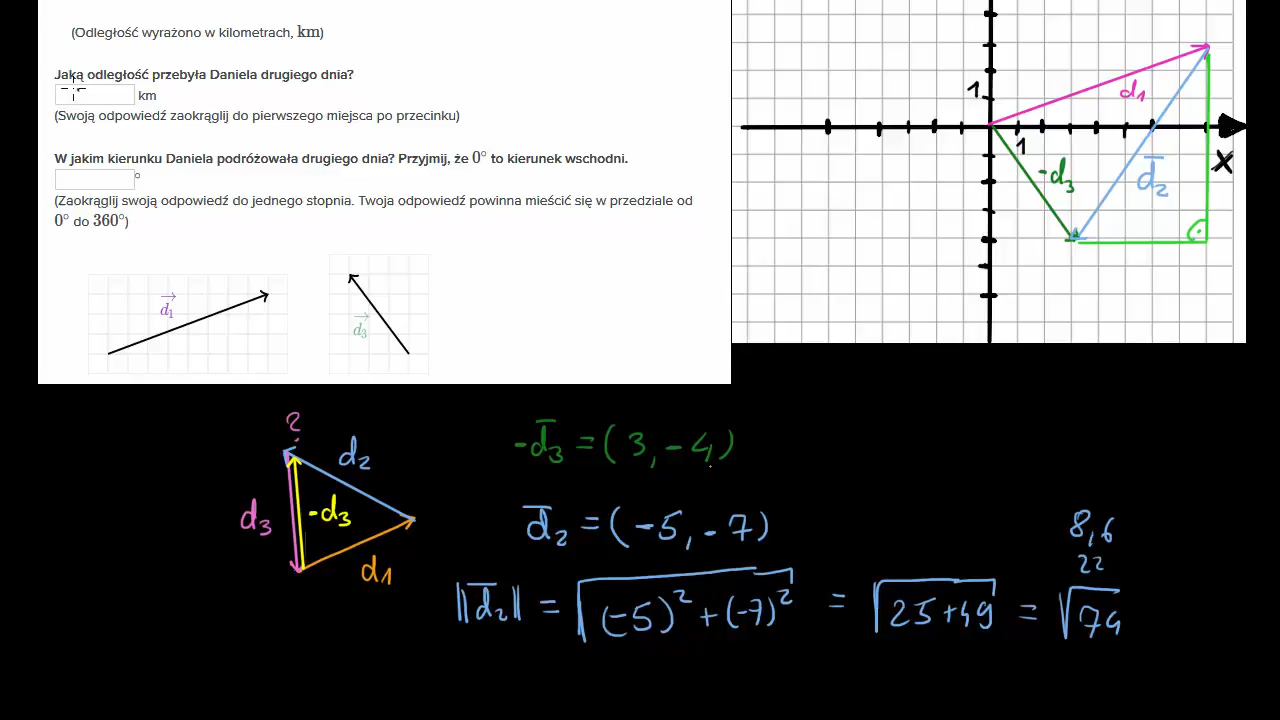 (Odległość wyrażono w kilometrach, km)
Jaką odległość przebyła Daniela drugiego dnia?
km
(Swoją odpowiedź zaokrąglij do pierwszego miejsca po przecinku)
W jakim kierunku Daniela podróżowała drugiego dnia? Przyjmij, że 0° to kierunek wschodni.
°
(Zaokrąglij swoją odpowiedź do jednego stopnia. Twoja odpowiedź powinna mieścić się w przedziale od
0° do 360°)
d₁
d₃
1
1
X
d₁
-d₃
d₂
?
d₂
d₃
-d₃
d₁
-d₃ = (3, -4)
d₂ = (-5, -7)
8,6
≈
||d₂|| = √((-5)² + (-7)²) = √(25+49) = √74